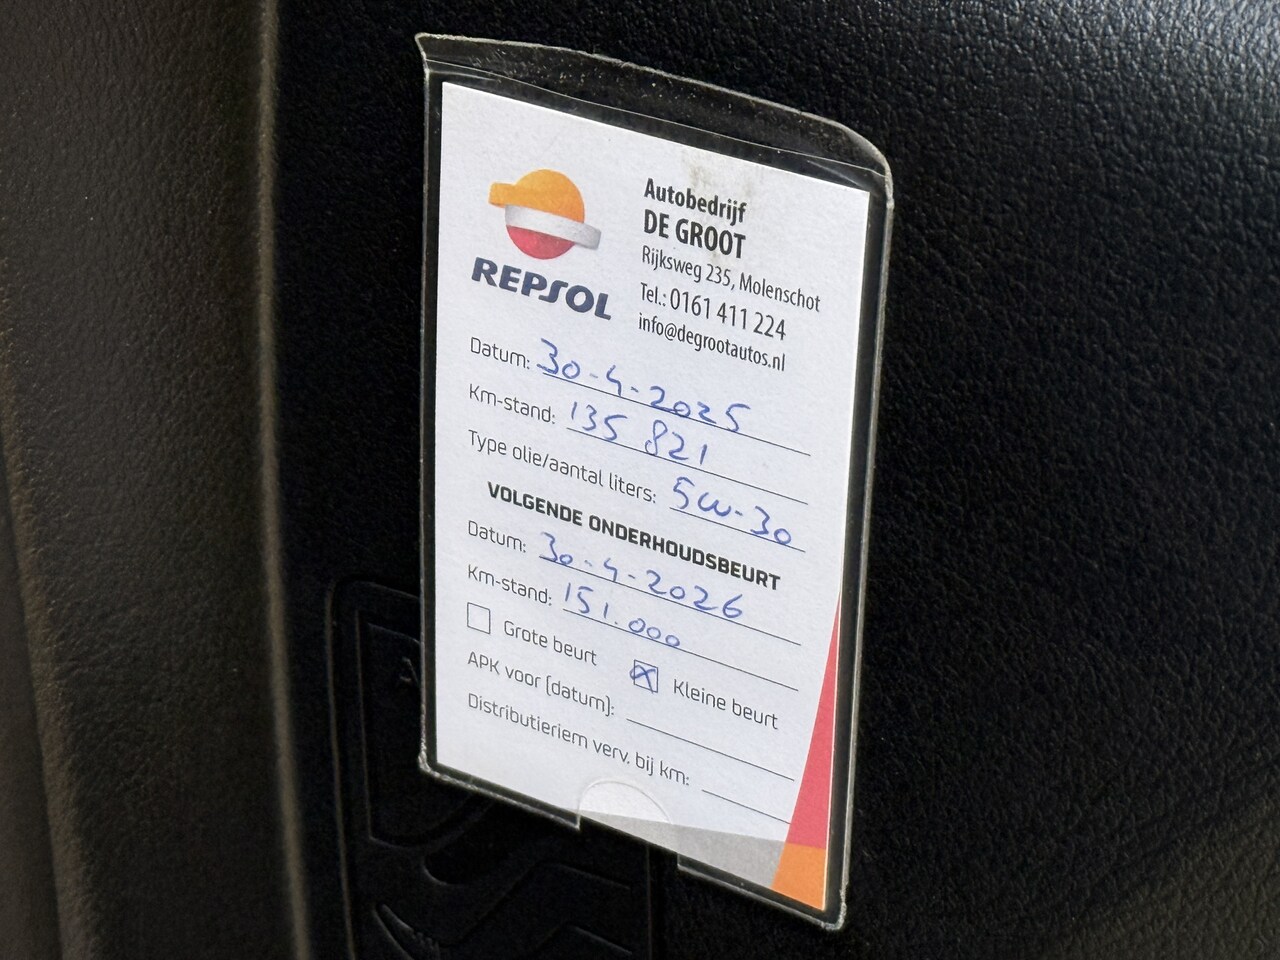 REPSOL
Autobedrijf
DE GROOT
Rijksweg 235, Molenschot
Tel.: 0161 411 224
info@degrootautos.nl
Datum: 30-4-2025
Km-stand: 135 821
Type olie/aantal liters: 5W-30
VOLGENDE ONDERHOUDSBEURT
Datum: 30-4-2026
Km-stand: 151.000
Grote beurt
Kleine beurt
APK voor (datum):
Distributieriem verv. bij km: